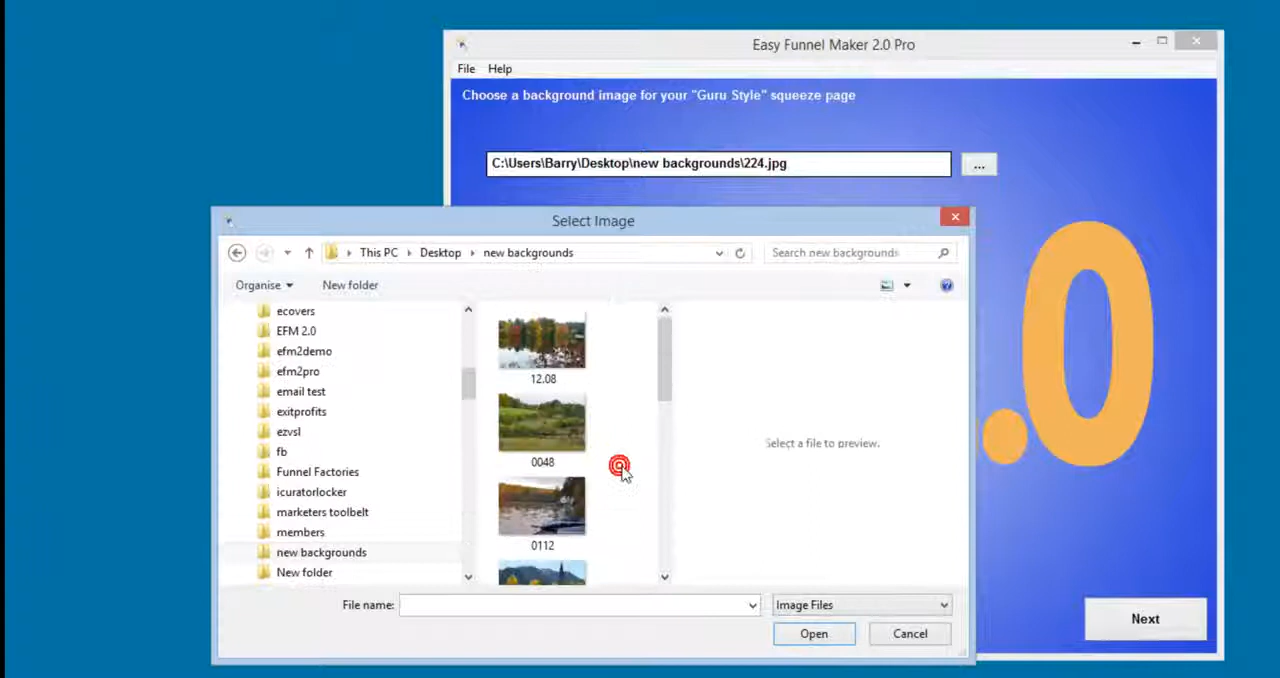 Easy Funnel Maker 2.0 Pro
File Help
Choose a background image for your "Guru Style" squeeze page
C:\Users\Barry\Desktop\new backgrounds\224.jpg
...
.0
Select Image
This PC Desktop new backgrounds
Search new backgrounds
Organise New folder
ecovers
EFM 2.0
efm2demo
efm2pro
email test
exitprofits
ezvsl
fb
Funnel Factories
icuratorlocker
marketers toolbelt
members
new backgrounds
New folder
12.08
0048
0112
Select a file to preview.
File name:
Image Files
Open Cancel
Next